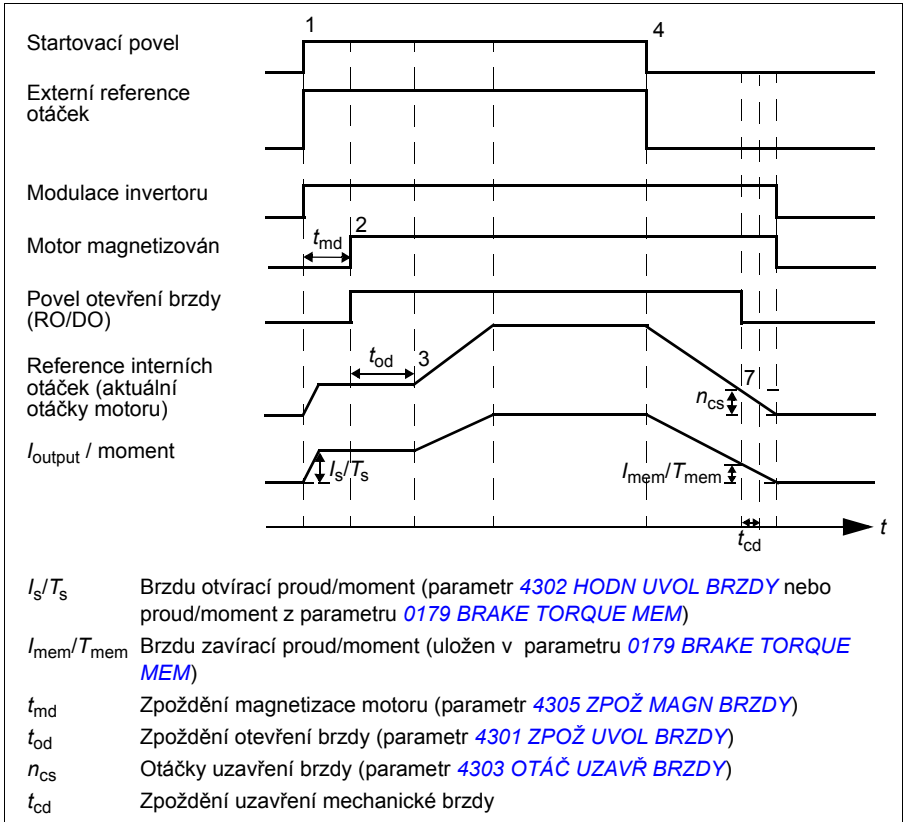 1
4
Startovací povel
Externí reference
otáček
Modulace invertoru
Motor magnetizován
tmd
2
Povel otevření brzdy
(RO/DO)
Reference interních
otáček (aktuální
otáčky motoru)
tod
3
7
ncs
Ioutput / moment
Is/Ts
Imem/Tmem
t
tcd
Is/Ts Brzdu otvírací proud/moment (parametr 4302 HODN UVOL BRZDY nebo
proud/moment z parametru 0179 BRAKE TORQUE MEM)
Imem/Tmem Brzdu zavírací proud/moment (uložen v parametru 0179 BRAKE TORQUE
MEM)
tmd Zpoždění magnetizace motoru (parametr 4305 ZPOŽ MAGN BRZDY)
tod Zpoždění otevření brzdy (parametr 4301 ZPOŽ UVOL BRZDY)
ncs Otáčky uzavření brzdy (parametr 4303 OTÁČ UZAVŘ BRZDY)
tcd Zpoždění uzavření mechanické brzdy